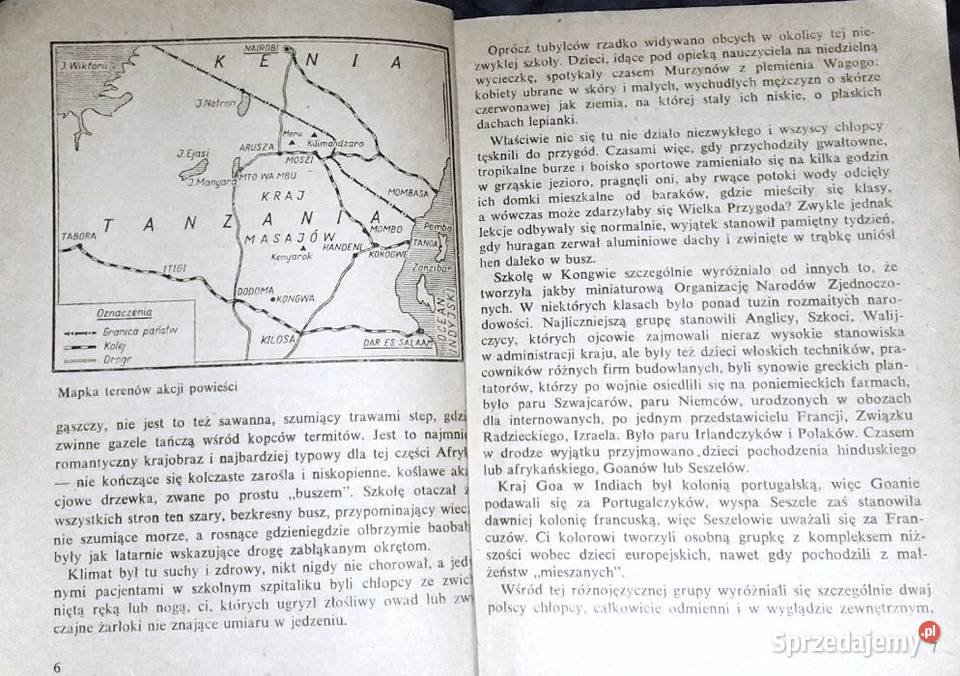 NAIROBI
K E N I A
J. Wiktorii
J. Natron
Meru
Kilimandżaro
ARUSZA
MOSZI
J. Ejasi
J. Manyara
MTO WA MBU
KRAJ
MOMBASA
T A N Z A N I A
MASAJÓW
MOMBO
Pemba
TABORA
HANDENI
TANGA
Kenyarok
KOROGWE
ITIGI
Zanzibar
DODOMA
KONGWA
OCEAN
INDYJSKI
Oznaczenia
Granica państw
Kolej
Drogi
KILOSA
DAR ES SALAAM
Mapka terenów akcji powieści
gąszczy, nie jest to też sawanna, szumiący trawami step, gdzi
zwinne gazele tańczą wśród kopców termitów. Jest to najmnie
romantyczny krajobraz i najbardziej typowy dla tej części Afryk
— nie kończące się kolczaste zarośla i niskopienne, koślawe aka
cjowe drzewka, zwane po prostu „buszem". Szkołę otaczał z
wszystkich stron ten szary, bezkresny busz, przypominający wiecz
nie szumiące morze, a rosnące gdzieniegdzie olbrzymie baobab
były jak latarnie wskazujące drogę zabłąkanym okrętom.
Klimat był tu suchy i zdrowy, nikt nigdy nie chorował, a jedy
nymi pacjentami w szkolnym szpitaliku byli chłopcy ze zwich
niętą ręką lub nogą, ci, których ugryzł złośliwy owad lub zwy
czajne żarłoki nie znające umiaru w jedzeniu.
6
Oprócz tubylców rzadko widywano obcych w okolicy tej nie-
zwykłej szkoły. Dzieci, idące pod opieką nauczyciela na niedzielną
wycieczkę, spotykały czasem Murzynów z plemienia Wagogo:
kobiety ubrane w skóry i małych, wychudłych mężczyzn o skórze
czerwonawej jak ziemia, na której stały ich niskie, o płaskich
dachach lepianki.
Właściwie nic się tu nie działo niezwykłego i wszyscy chłopcy
tęsknili do przygód. Czasami więc, gdy przychodziły gwałtowne,
tropikalne burze i boisko sportowe zamieniało się na kilka godzin
w grząskie jezioro, pragnęli oni, aby rwące potoki wody odcięły
ich domki mieszkalne od baraków, gdzie mieściły się klasy,
a wówczas może zdarzyłaby się Wielka Przygoda? Zwykle jednak
lekcje odbywały się normalnie, wyjątek stanowił pamiętny tydzień,
gdy huragan zerwał aluminiowe dachy i zwinięte w trąbkę uniósł
hen daleko w busz.
Szkołę w Kongwie szczególnie wyróżniało od innych to, że
tworzyła jakby miniaturową Organizację Narodów Zjednoczo-
nych. W niektórych klasach było ponad tuzin rozmaitych naro-
dowości. Najliczniejszą grupę stanowili Anglicy, Szkoci, Walij-
czycy, których ojcowie zajmowali nieraz wysokie stanowiska
w administracji kraju, ale były też dzieci włoskich techników, pra-
cowników różnych firm budowlanych, byli synowie greckich plan-
tatorów, którzy po wojnie osiedlili się na poniemieckich farmach,
było paru Szwajcarów, paru Niemców, urodzonych w obozach
dla internowanych, po jednym przedstawicielu Francji, Związku
Radzieckiego, Izraela. Było paru Irlandczyków i Polaków. Czasem
w drodze wyjątku przyjmowano dzieci pochodzenia hinduskiego
lub afrykańskiego, Goanów lub Seszelów.
Kraj Goa w Indiach był kolonią portugalską, więc Goanie
podawali się za Portugalczyków, wyspa Seszele zaś stanowiła
dawniej kolonię francuską, więc Seszelowie uważali się za Fran-
cuzów. Ci kolorowi tworzyli osobną grupkę z kompleksem niż-
szości wobec dzieci europejskich, nawet gdy pochodzili z mał-
żeństw „mieszanych".
Wśród tej różnojęzycznej grupy wyróżniali się szczególnie dwaj
polscy chłopcy, całkowicie odmienni i w wyglądzie zewnętrznym,
7
Sprzedajemy.pl